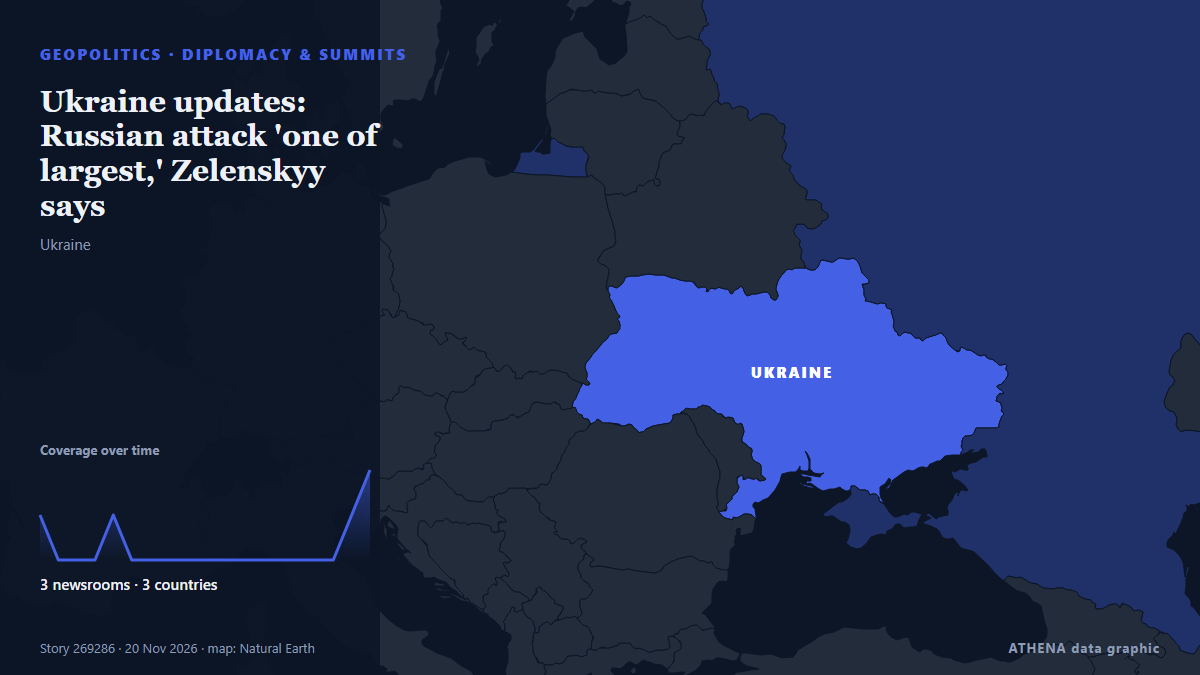 GEOPOLITICS · DIPLOMACY & SUMMITS
Ukraine updates:
Russian attack 'one of
largest,' Zelenskyy
says
Ukraine
UKRAINE
Coverage over time
3 newsrooms · 3 countries
Story 269286 · 20 Nov 2026 · map: Natural Earth
ATHENA data graphic